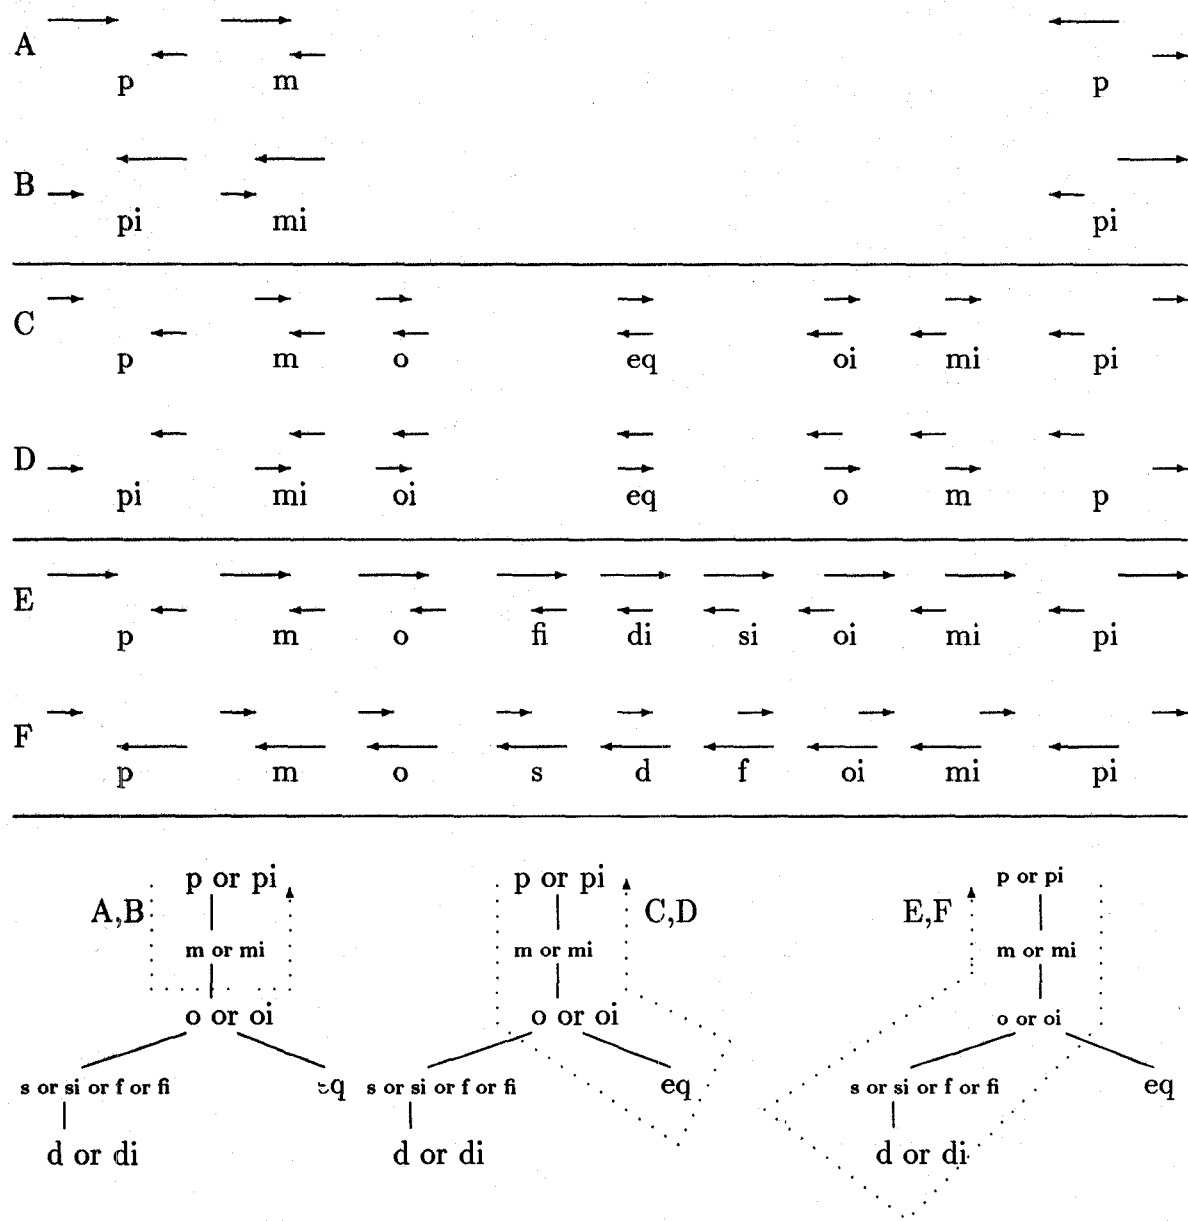 A
p m p
B
pi mi pi
C
p m o eq oi mi pi
D
pi mi oi eq o m p
E
p m o fi di si oi mi pi
F
p m o s d f oi mi pi
p or pi p or pi p or pi
A,B C,D E,F
m or mi m or mi m or mi
o or oi o or oi o or oi
s or si or f or fi eq s or si or f or fi eq s or si or f or fi eq
d or di d or di d or di